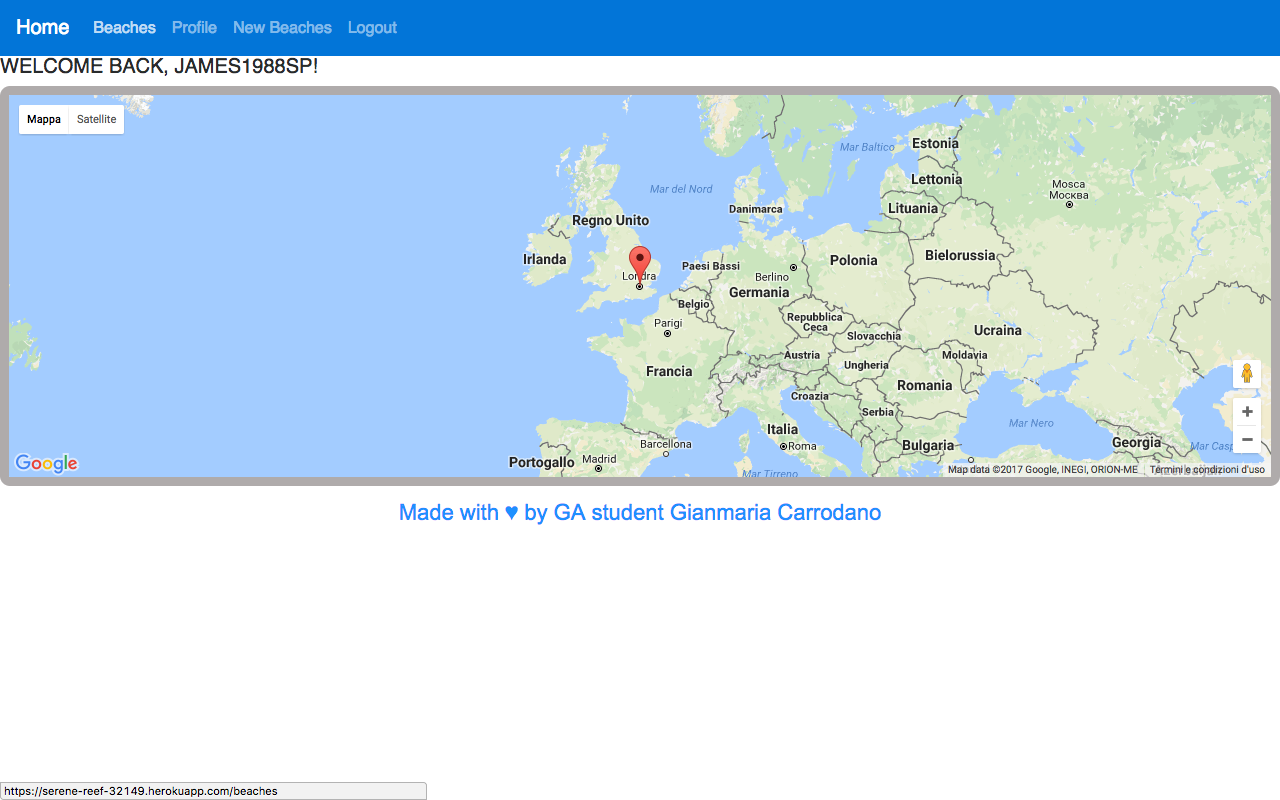 Home Beaches Profile New Beaches Logout
WELCOME BACK, JAMES1988SP!
Mappa Satellite
Estonia
Mar Baltico
Lettonia
Mosca
Москва
Mar del Nord
Danimarca
Lituania
Regno Unito
Irlanda
Bielorussia
Polonia
Paesi Bassi
Londra
Berlino
Germania
Belgio
Repubblica
Ceca
Parigi
Ucraina
Slovacchia
Austria
Moldavia
Ungheria
Francia
Romania
Croazia
Serbia
Mar Nero
Italia
Barcellona
Roma
Bulgaria
Georgia
Mar Casp
Portogallo
Madrid
Google
Mar Tirreno
Map data ©2017 Google, INEGI, ORION-ME Termini e condizioni d'uso
Made with ♥ by GA student Gianmaria Carrodano
https://serene-reef-32149.herokuapp.com/beaches